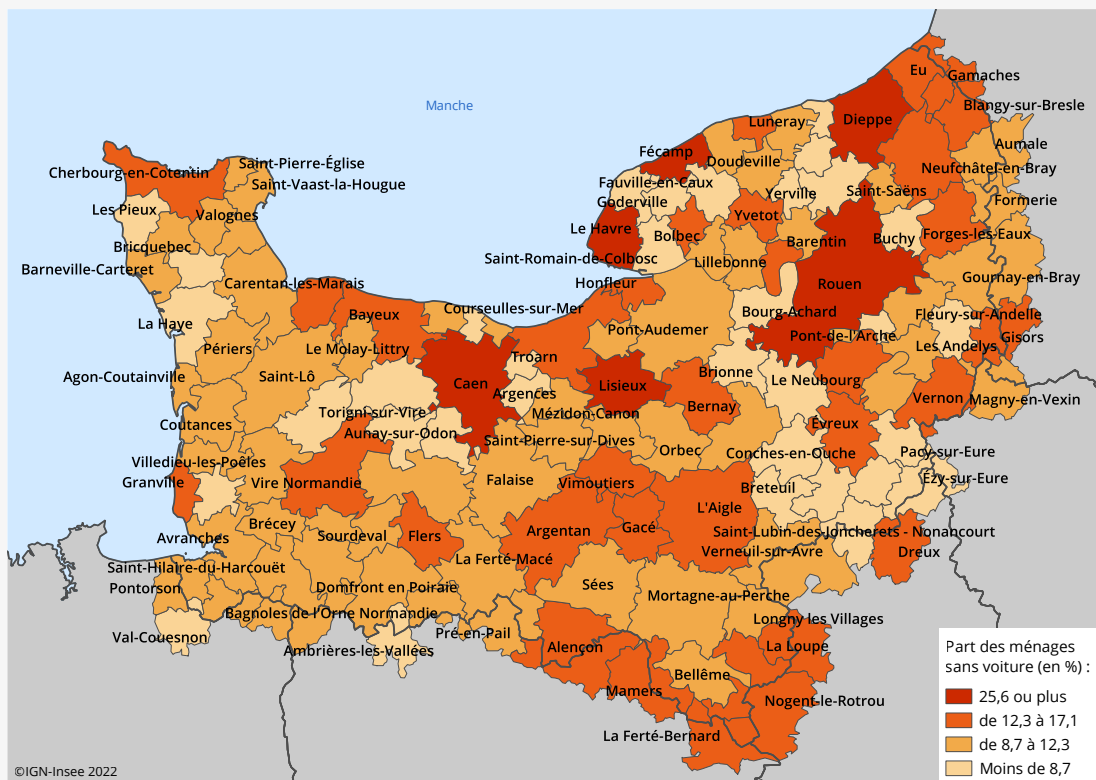 Eu
Gamaches
Manche
Blangy-sur-Bresle
Luneray
Dieppe
Aumale
Fécamp
Doudeville
Saint-Pierre-Église
Neufchâtel-en-Bray
Cherbourg-en-Cotentin
Fauville-en-Caux
Saint-Vaast-la-Hougue
Yerville
Saint-Saëns
Goderville
Formerie
Les Pieux
Valognes
Yvetot
Le Havre
Bolbec
Forges-les-Eaux
Barentin
Buchy
Bricquebec
Saint-Romain-de-Colbosc
Lillebonne
Barneville-Carteret
Gournay-en-Bray
Carentan-les-Marais
Honfleur
Rouen
Courseulles-sur-Mer
Bourg-Achard
Bayeux
Fleury-sur-Andelle
La Haye
Pont-Audemer
Pont-de-l'Arche
Gisors
Périers
Le Molay-Littry
Les Andelys
Troarn
Brionne
Agon-Coutainville
Saint-Lô
Le Neubourg
Caen
Lisieux
Argences
Vernon
Magny-en-Vexin
Bernay
Torigni-sur-Vire
Mézidon-Canon
Coutances
Évreux
Aunay-sur-Odon
Saint-Pierre-sur-Dives
Orbec
Conches-en-Ouche
Pacy-sur-Eure
Villedieu-les-Poêles
Granville
Vire Normandie
Falaise
Vimoutiers
Breteuil
Ézy-sur-Eure
L'Aigle
Brécey
Argentan
Gacé
Saint-Lubin-des-Joncherets - Nonancourt
Avranches
Sourdeval
Flers
Verneuil-sur-Avre
Dreux
La Ferté-Macé
Saint-Hilaire-du-Harcouët
Pontorson
Domfront en Poiraie
Sées
Mortagne-au-Perche
Bagnoles de l'Orne Normandie
Longny les Villages
Val-Couesnon
Pré-en-Pail
Ambrières-les-Vallées
Alençon
La Loupe
Bellême
Mamers
Nogent-le-Rotrou
La Ferté-Bernard
Part des ménages
sans voiture (en %) :
25,6 ou plus
de 12,3 à 17,1
de 8,7 à 12,3
Moins de 8,7
©IGN-Insee 2022